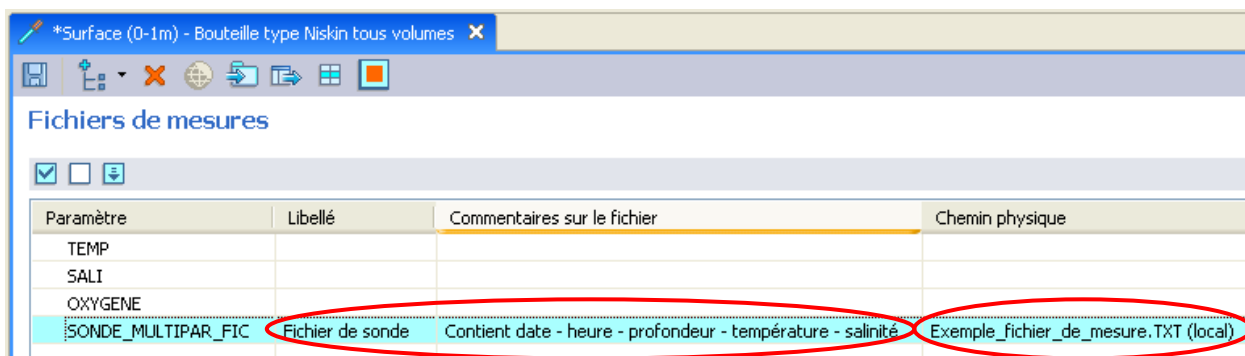 *Surface (0-1m) - Bouteille type Niskin tous volumes
Fichiers de mesures
Paramètre Libellé Commentaires sur le fichier Chemin physique
TEMP
SALI
OXYGENE
SONDE_MULTIPAR_FIC Fichier de sonde Contient date - heure - profondeur - température - salinité Exemple_fichier_de_mesure.TXT (local)